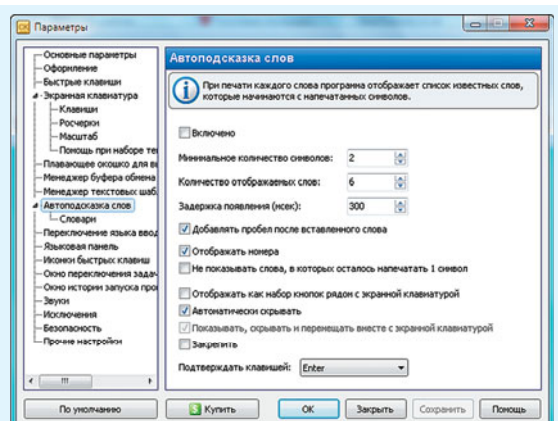 Параметры
Основные параметры
Оформление
Быстрые клавиши
Экранная клавиатура
Клавиши
Росчерки
Масштаб
Помощь при наборе те
Плавающее окошко для в
Менеджер буфера обмена
Менеджер текстовых шаб
Автоподсказка слов
Словари
Переключение языка ввод
Языковая панель
Иконки быстрых клавиш
Окно переключения задач
Окно истории запуска про
Звуки
Исключения
Безопасность
Прочие настройки
Автоподсказка слов
При печати каждого слова программа отображает список известных слов,
которые начинаются с напечатанных символов.
Включено
Минимальное количество символов: 2
Количество отображаемых слов: 6
Задержка появления (мсек): 300
Добавлять пробел после вставленного слова
Отображать номера
Не показывать слова, в которых осталось напечатать 1 символ
Отображать как набор кнопок рядом с экранной клавиатурой
Автоматически скрывать
Показывать, скрывать и перемещать вместе с экранной клавиатурой
Закрепить
Подтверждать клавишей: Enter
По умолчанию
$ Купить
OK
Закрыть
Сохранить
Помощь